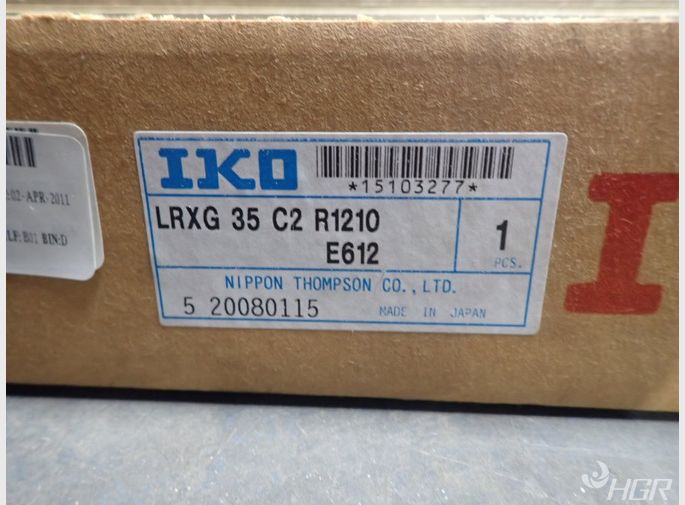 IKO
*15103277*
LRXG 35 C2 R1210
E612
1
PCS.
NIPPON THOMPSON CO., LTD.
5 20080115
MADE IN JAPAN
02-APR-2011
B01 BIN:D
I
HGR